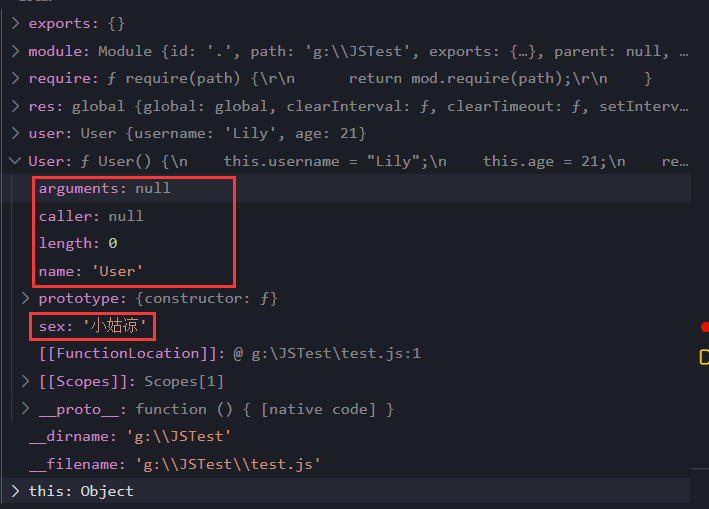 exports: {}
module: Module {id: '.', path: 'g:\\JSTest', exports: {…}, parent: null, …
require: ƒ require(path) {\r\n      return mod.require(path);\r\n    }
res: global {global: global, clearInterval: ƒ, clearTimeout: ƒ, setInterv…
user: User {username: 'Lily', age: 21}
User: ƒ User() {\n    this.username = "Lily";\n    this.age = 21;\n    re…
arguments: null
caller: null
length: 0
name: 'User'
prototype: {constructor: ƒ}
sex: '小姑凉'
[[FunctionLocation]]: @ g:\JSTest\test.js:1
[[Scopes]]: Scopes[1]
__proto__: function () { [native code] }
__dirname: 'g:\\JSTest'
__filename: 'g:\\JSTest\\test.js'
this: Object